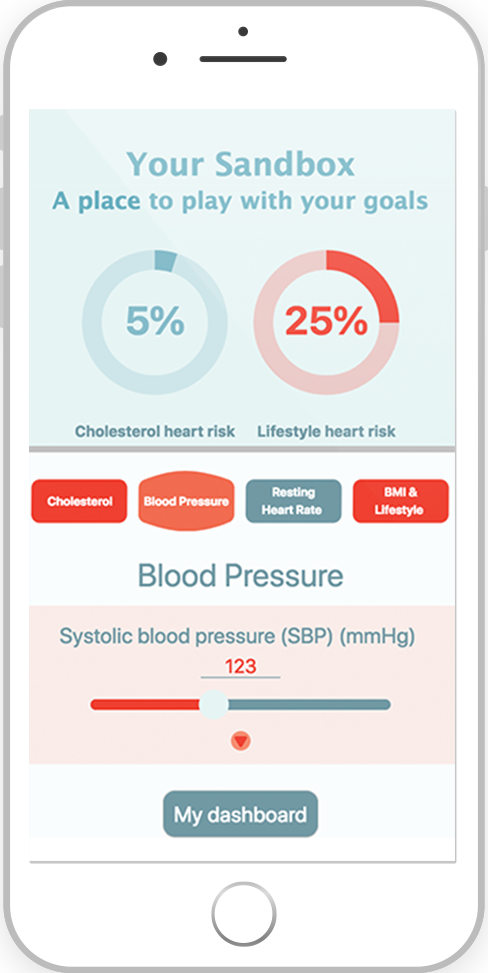 Your Sandbox
A place to play with your goals
5%
25%
Cholesterol heart risk
Lifestyle heart risk
Cholesterol
Blood Pressure
Resting
Heart Rate
BMI &
Lifestyle
Blood Pressure
Systolic blood pressure (SBP) (mmHg)
123
My dashboard